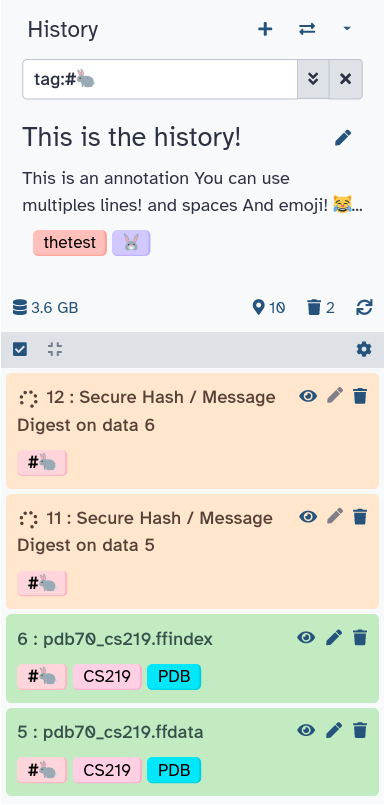 History
tag:#🐇
This is the history!
This is an annotation You can use
multiples lines! and spaces And emoji! 😹...
thetest 🐰
3.6 GB 10 2
12 : Secure Hash / Message
Digest on data 6
#🐇
11 : Secure Hash / Message
Digest on data 5
#🐇
6 : pdb70_cs219.ffindex
#🐇 CS219 PDB
5 : pdb70_cs219.ffdata
#🐇 CS219 PDB